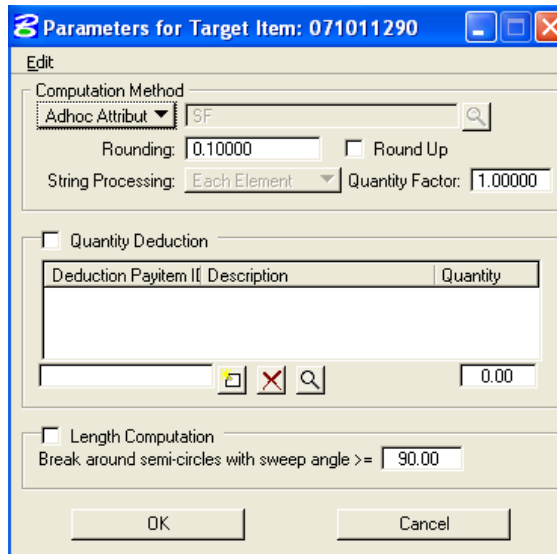 Parameters for Target Item: 071011290
Edit
Computation Method
Adhoc Attribut SF
Rounding: 0.10000 Round Up
String Processing: Each Element Quantity Factor: 1.00000
Quantity Deduction
Deduction Payitem ID Description Quantity
0.00
Length Computation
Break around semi-circles with sweep angle >= 90.00
OK Cancel